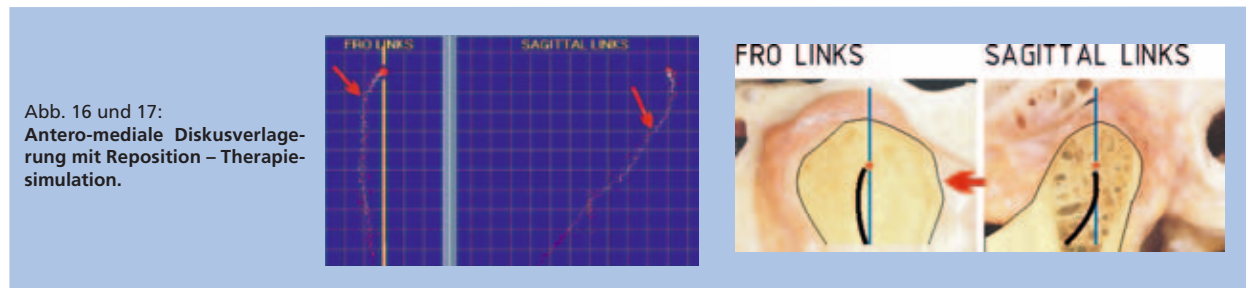 Abb. 16 und 17:
Antero-mediale Diskusverlage-
rung mit Reposition – Therapie-
simulation.
FRO LINKS
SAGITTAL LINKS
FRO LINKS
SAGITTAL LINKS